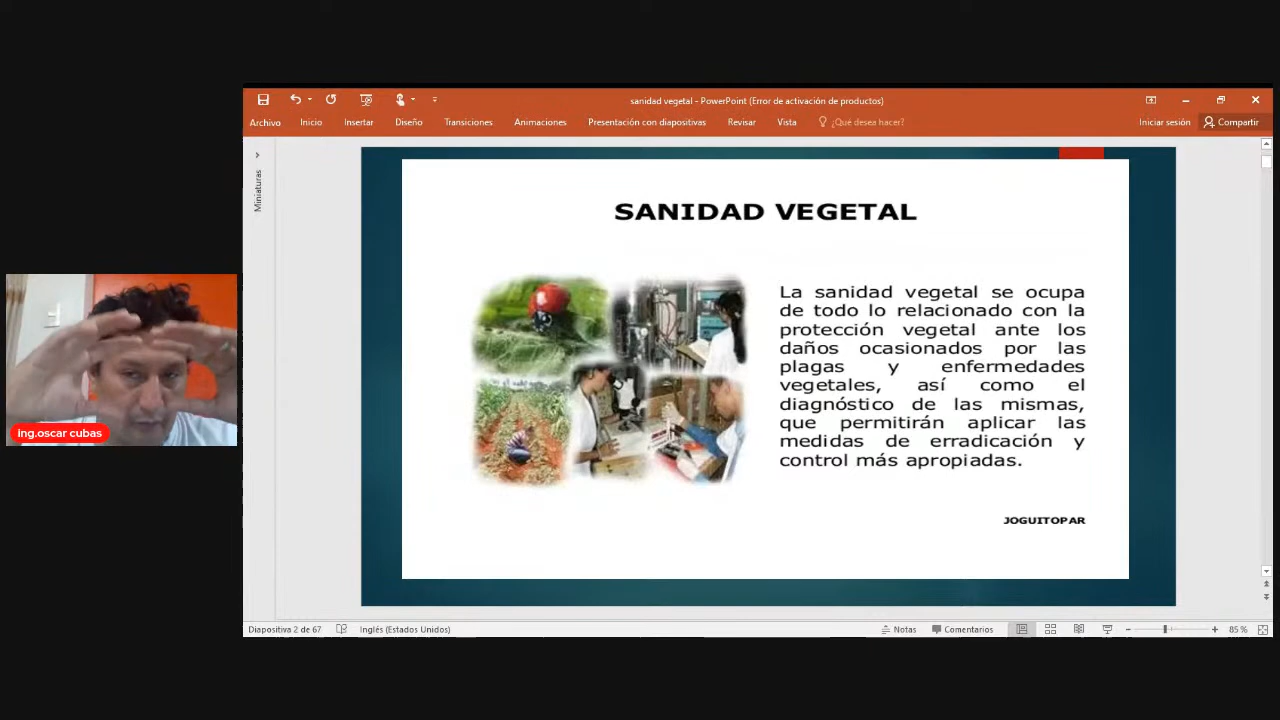 sanidad vegetal - PowerPoint (Error de activación de productos)
Archivo Inicio Insertar Diseño Transiciones Animaciones Presentación con diapositivas Revisar Vista ¿Qué desea hacer? Iniciar sesión Compartir
Miniaturas
SANIDAD VEGETAL
La sanidad vegetal se ocupa
de todo lo relacionado con la
protección vegetal ante los
daños ocasionados por las
plagas y enfermedades
vegetales, así como el
diagnóstico de las mismas,
que permitirán aplicar las
medidas de erradicación y
control más apropiadas.
JOGUITOPAR
ing.oscar cubas
Diapositiva 2 de 67 Inglés (Estados Unidos) Notas Comentarios 85 %